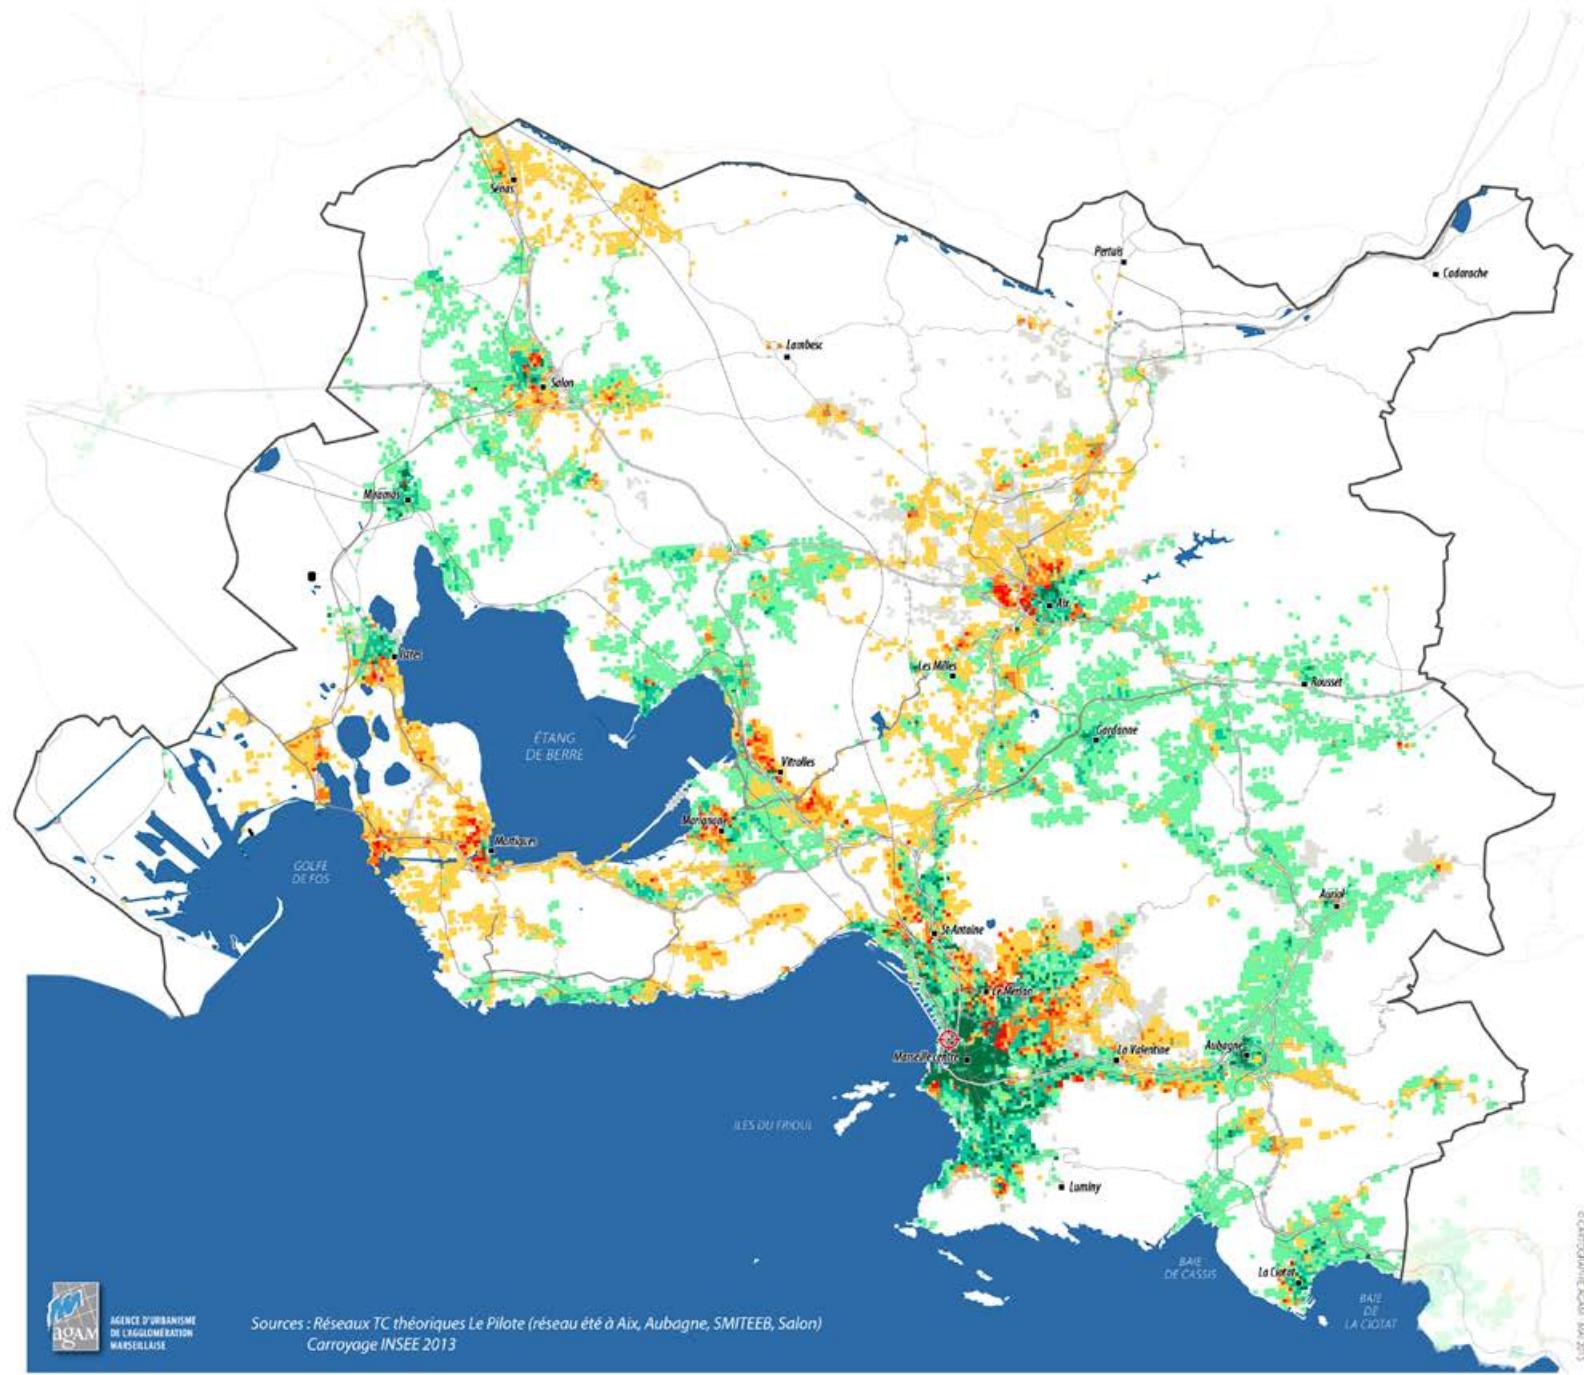 Sénas
Pertuis
Cadarache
Lambesc
Salon
Miramas
Aix
Istres
Les Milles
Rousset
Gardanne
ÉTANG
DE BERRE
Vitrolles
Marignane
Martigues
GOLFE
DE FOS
Auriol
St Antoine
Le Merlan
Marseille centre
La Valentine
Aubagne
ILES DU FRIOUL
Luminy
BAIE
DE CASSIS
La Ciotat
BAIE
DE
LA CIOTAT
agam
AGENCE D'URBANISME
DE L'AGGLOMÉRATION
MARSEILLAISE
Sources : Réseaux TC théoriques Le Pilote (réseau été à Aix, Aubagne, SMITEEB, Salon)
Carroyage INSEE 2013